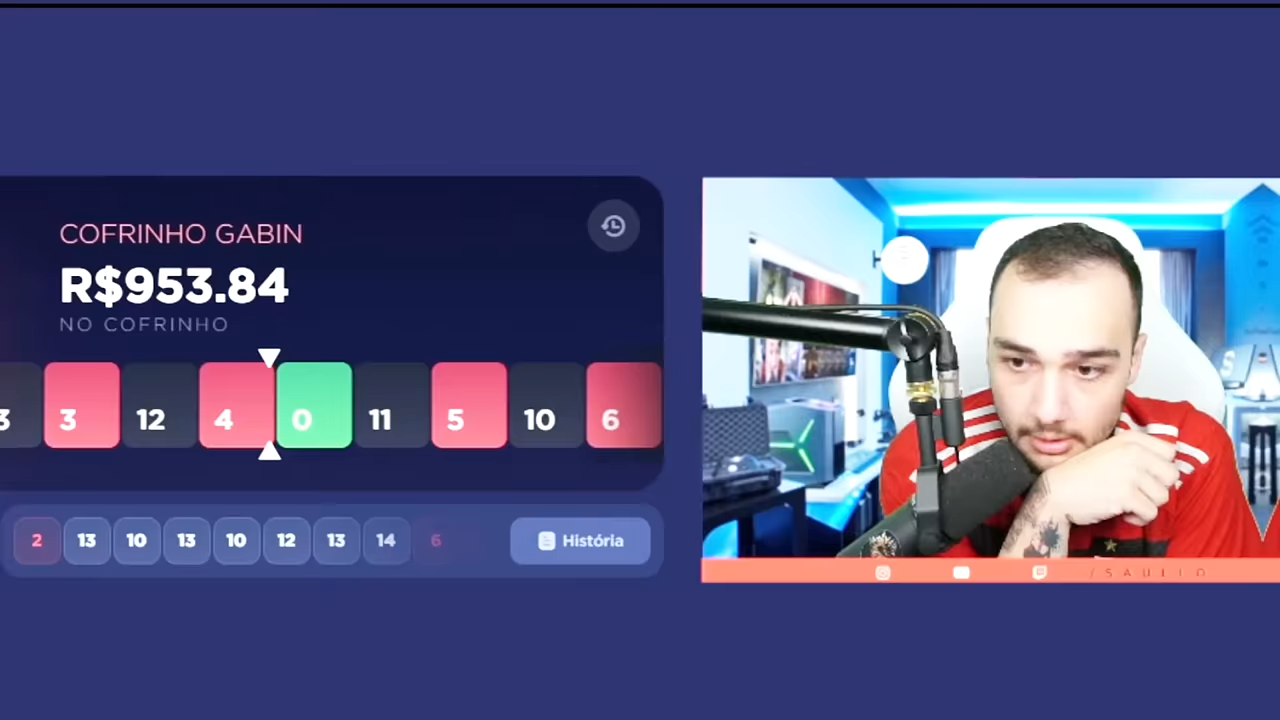 COFRINHO GABIN
R$953.84
NO COFRINHO
3 3 12 4 0 11 5 10 6
2 13 10 13 10 12 13 14 6
História
/SAULLO